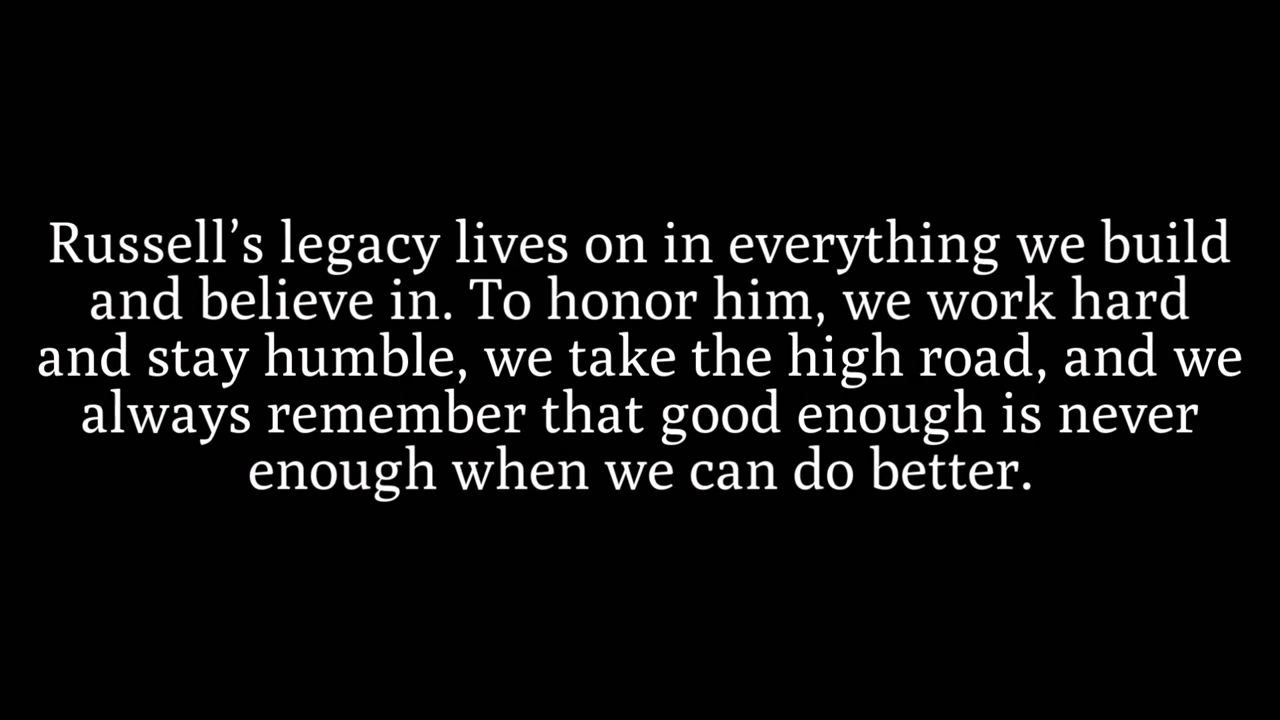 Russell’s legacy lives on in everything we build
and believe in. To honor him, we work hard
and stay humble, we take the high road, and we
always remember that good enough is never
enough when we can do better.